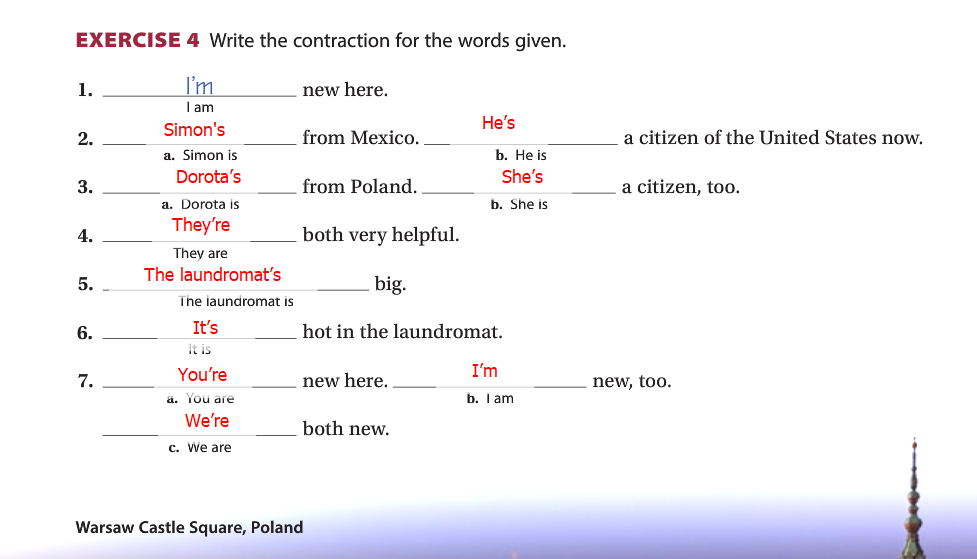 EXERCISE 4 Write the contraction for the words given.
1. I’m new here.
I am
2. Simon's from Mexico. He’s a citizen of the United States now.
a. Simon is b. He is
3. Dorota’s from Poland. She’s a citizen, too.
a. Dorota is b. She is
4. They’re both very helpful.
They are
5. The laundromat’s big.
The laundromat is
6. It’s hot in the laundromat.
It is
7. You’re new here. I’m new, too.
a. You are b. I am
We’re both new.
c. We are
Warsaw Castle Square, Poland